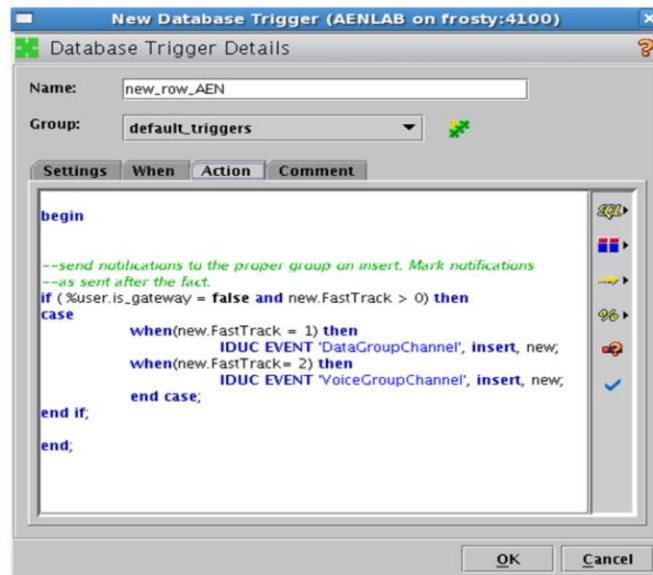 New Database Trigger (AENLAB on frosty:4100)
Database Trigger Details
Name: new_row_AEN
Group: default_triggers
Settings When Action Comment
begin
--send notifications to the proper group on insert. Mark notifications
--as sent after the fact.
if ( %user.is_gateway = false and new.FastTrack > 0) then
case
when(new.FastTrack = 1) then
IDUC EVENT 'DataGroupChannel', insert, new;
when(new.FastTrack= 2) then
IDUC EVENT 'VoiceGroupChannel', insert, new;
end case;
end if;
end;
OK Cancel